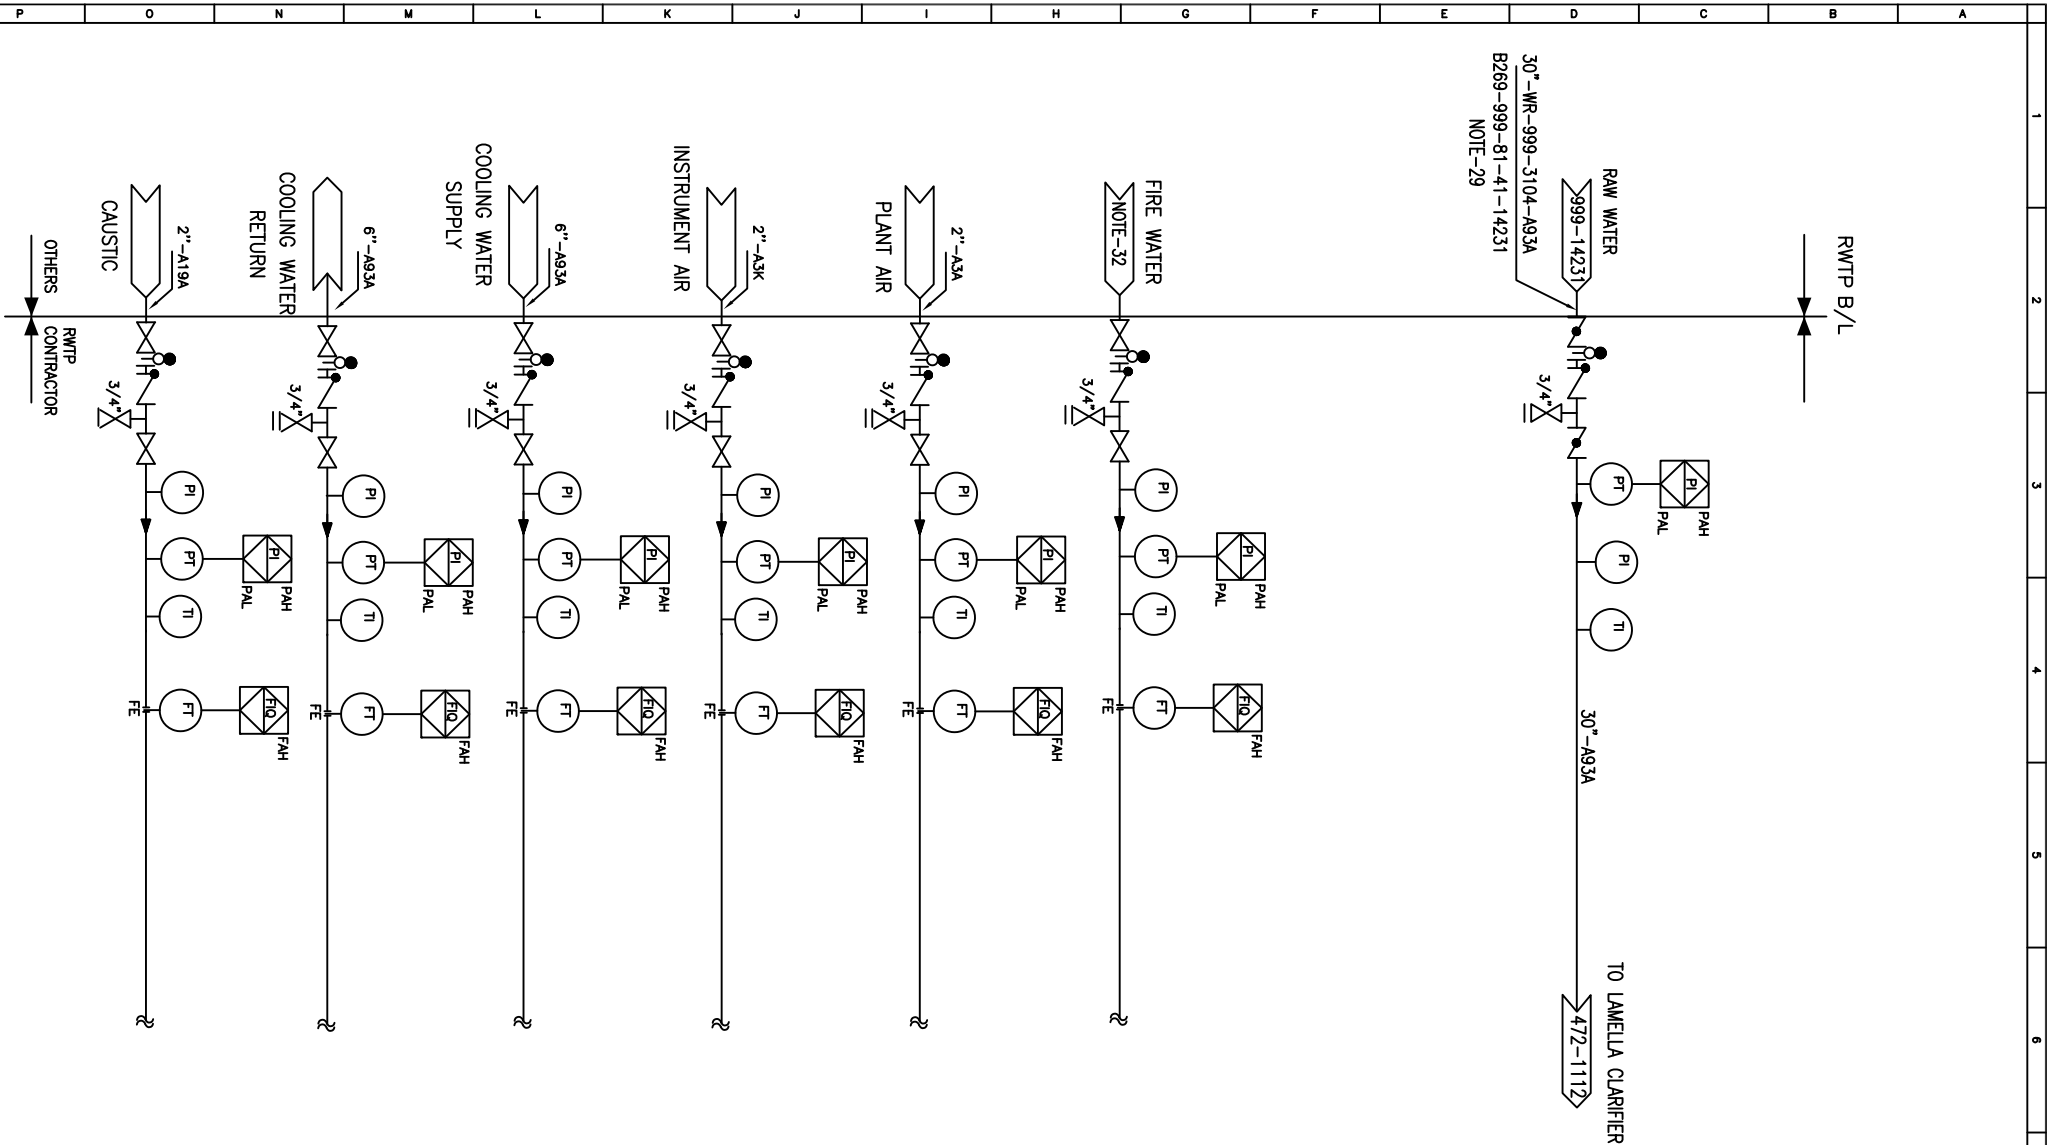 P O N M L K J I H G F E D C B A
1
2
3
4
5
6
RWTP B/L
RAW WATER
999-14231
30"-WR-999-3104-A93A
B269-999-81-41-14231
NOTE-29
3/4"
PT
PI
PAH
PAL
PI
TI
30"-A93A
TO LAMELLA CLARIFIER
472-1112
FIRE WATER
NOTE-32
3/4"
PI
PT
PI
PAH
PAL
TI
FE
FT
FIQ
FAH
PLANT AIR
2"-A3A
3/4"
PI
PT
PI
PAH
PAL
TI
FE
FT
FIQ
FAH
INSTRUMENT AIR
2"-A3K
3/4"
PI
PT
PI
PAH
PAL
TI
FE
FT
FIQ
FAH
COOLING WATER
SUPPLY
6"-A93A
3/4"
PI
PT
PI
PAH
PAL
TI
FE
FT
FIQ
FAH
COOLING WATER
RETURN
6"-A93A
3/4"
PI
PT
PI
PAH
PAL
TI
FE
FT
FIQ
FAH
CAUSTIC
2"-A19A
3/4"
PI
PT
PI
PAH
PAL
TI
FE
FT
FIQ
FAH
OTHERS
RWTP
CONTRACTOR